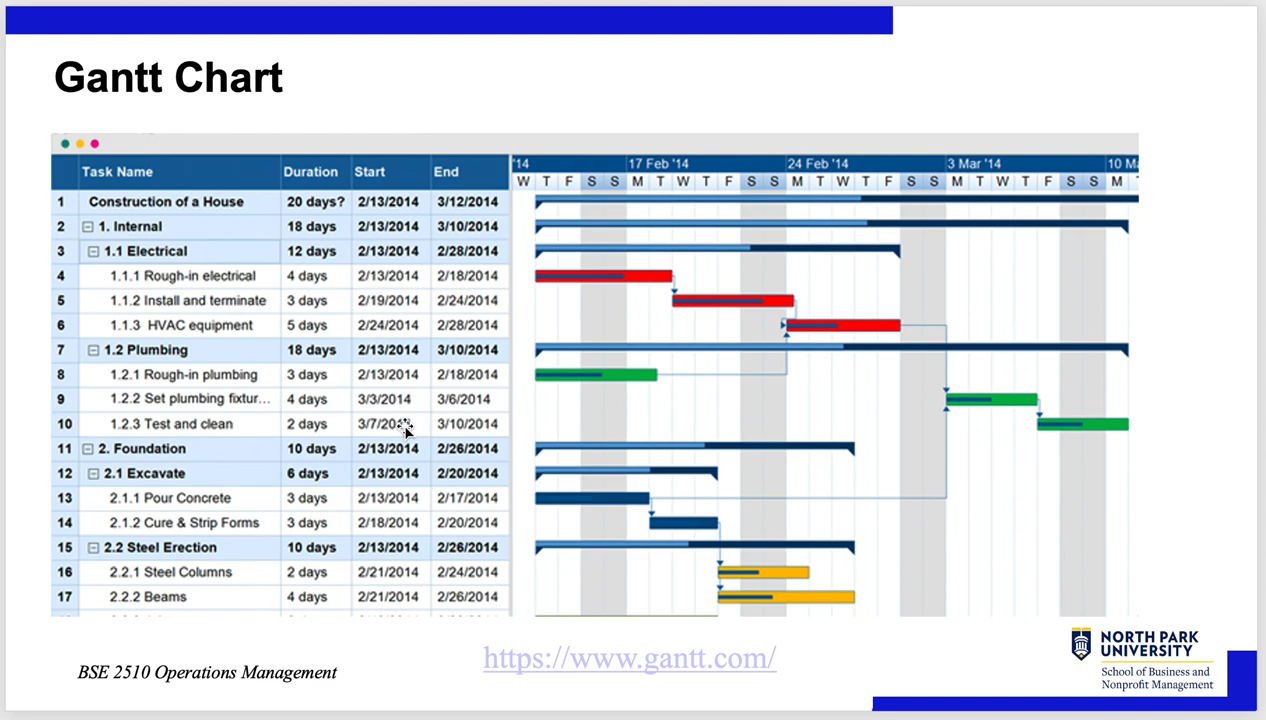 Gantt Chart
Task Name Duration Start End '14 17 Feb '14 24 Feb '14 3 Mar '14
W T F S S M T W T F S S M T W T F S S M T W T F S S M
1 Construction of a House 20 days? 2/13/2014 3/12/2014
2 1. Internal 18 days 2/13/2014 3/10/2014
3 1.1 Electrical 12 days 2/13/2014 2/28/2014
4 1.1.1 Rough-in electrical 4 days 2/13/2014 2/18/2014
5 1.1.2 Install and terminate 3 days 2/19/2014 2/24/2014
6 1.1.3 HVAC equipment 5 days 2/24/2014 2/28/2014
7 1.2 Plumbing 18 days 2/13/2014 3/10/2014
8 1.2.1 Rough-in plumbing 3 days 2/13/2014 2/18/2014
9 1.2.2 Set plumbing fixtur... 4 days 3/3/2014 3/6/2014
10 1.2.3 Test and clean 2 days 3/10/2014
11 2. Foundation 10 days 2/13/2014 2/26/2014
12 2.1 Excavate 6 days 2/13/2014 2/20/2014
13 2.1.1 Pour Concrete 3 days 2/13/2014 2/17/2014
14 2.1.2 Cure & Strip Forms 3 days 2/18/2014 2/20/2014
15 2.2 Steel Erection 10 days 2/13/2014 2/26/2014
16 2.2.1 Steel Columns 2 days 2/21/2014 2/24/2014
17 2.2.2 Beams 4 days 2/21/2014 2/26/2014
BSE 2510 Operations Management
https://www.gantt.com/
NORTH PARK
UNIVERSITY
School of Business and
Nonprofit Management